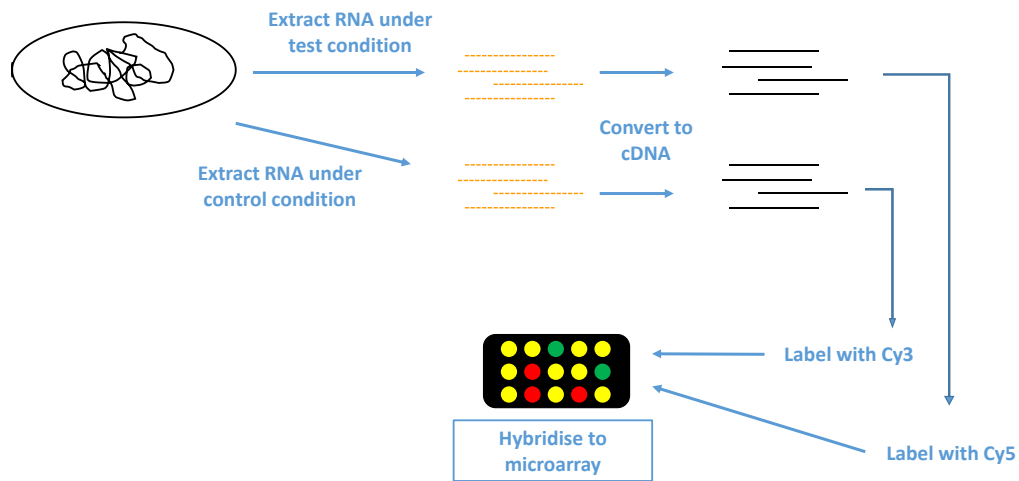 Extract RNA under
test condition
Convert to
cDNA
Extract RNA under
control condition
Label with Cy3
Hybridise to
microarray
Label with Cy5